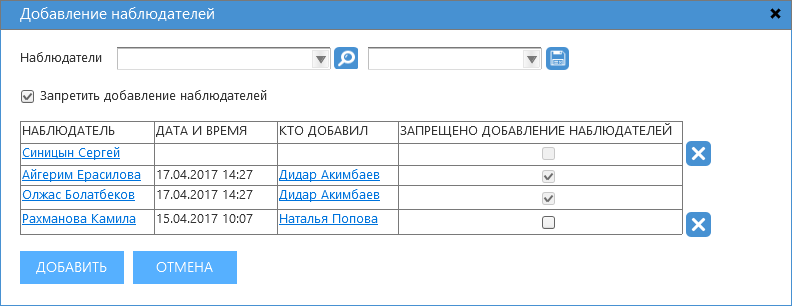 Добавление наблюдателей
Наблюдатели
Запретить добавление наблюдателей
НАБЛЮДАТЕЛЬ ДАТА И ВРЕМЯ КТО ДОБАВИЛ ЗАПРЕЩЕНО ДОБАВЛЕНИЕ НАБЛЮДАТЕЛЕЙ
Синицын Сергей
Айгерим Ерасилова 17.04.2017 14:27 Дидар Акимбаев
Олжас Болатбеков 17.04.2017 14:27 Дидар Акимбаев
Рахманова Камила 15.04.2017 10:07 Наталья Попова
ДОБАВИТЬ ОТМЕНА